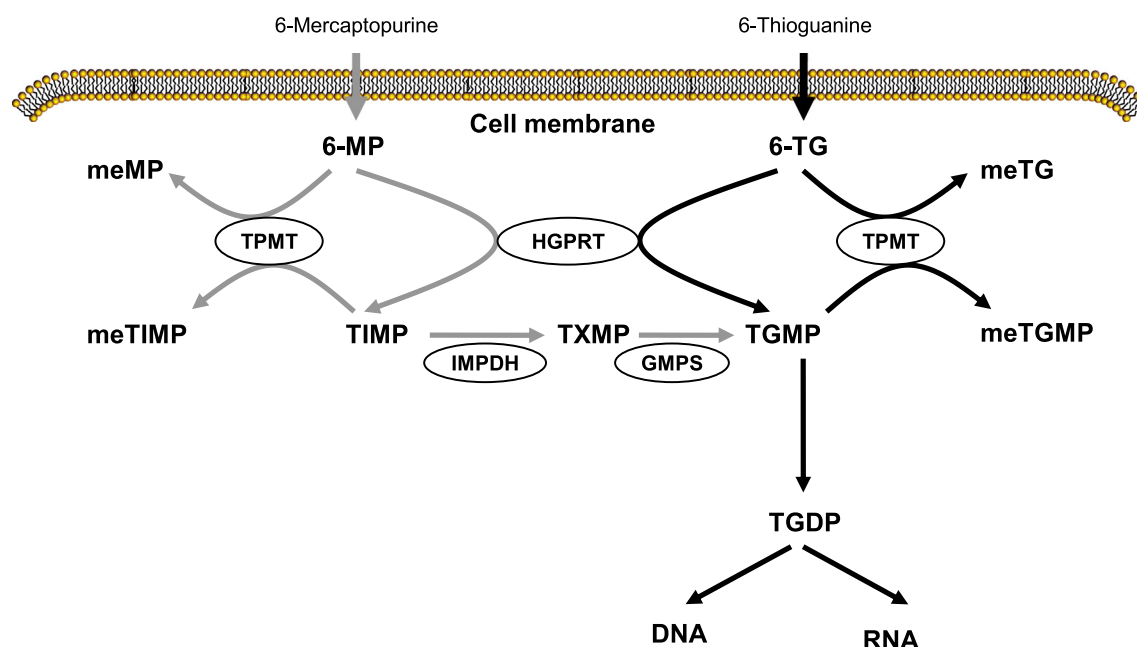 6-Mercaptopurine
6-Thioguanine
Cell membrane
6-MP
6-TG
meMP
meTG
TPMT
HGPRT
TPMT
meTIMP
TIMP
TXMP
TGMP
meTGMP
IMPDH
GMPS
TGDP
DNA
RNA